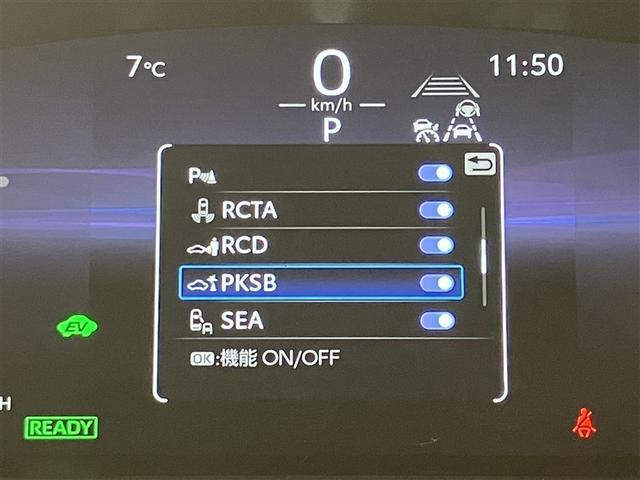 7°C
0
11:50
km/h
P
P
RCTA
RCD
PKSB
SEA
OK:機能 ON/OFF
EV
H
READY